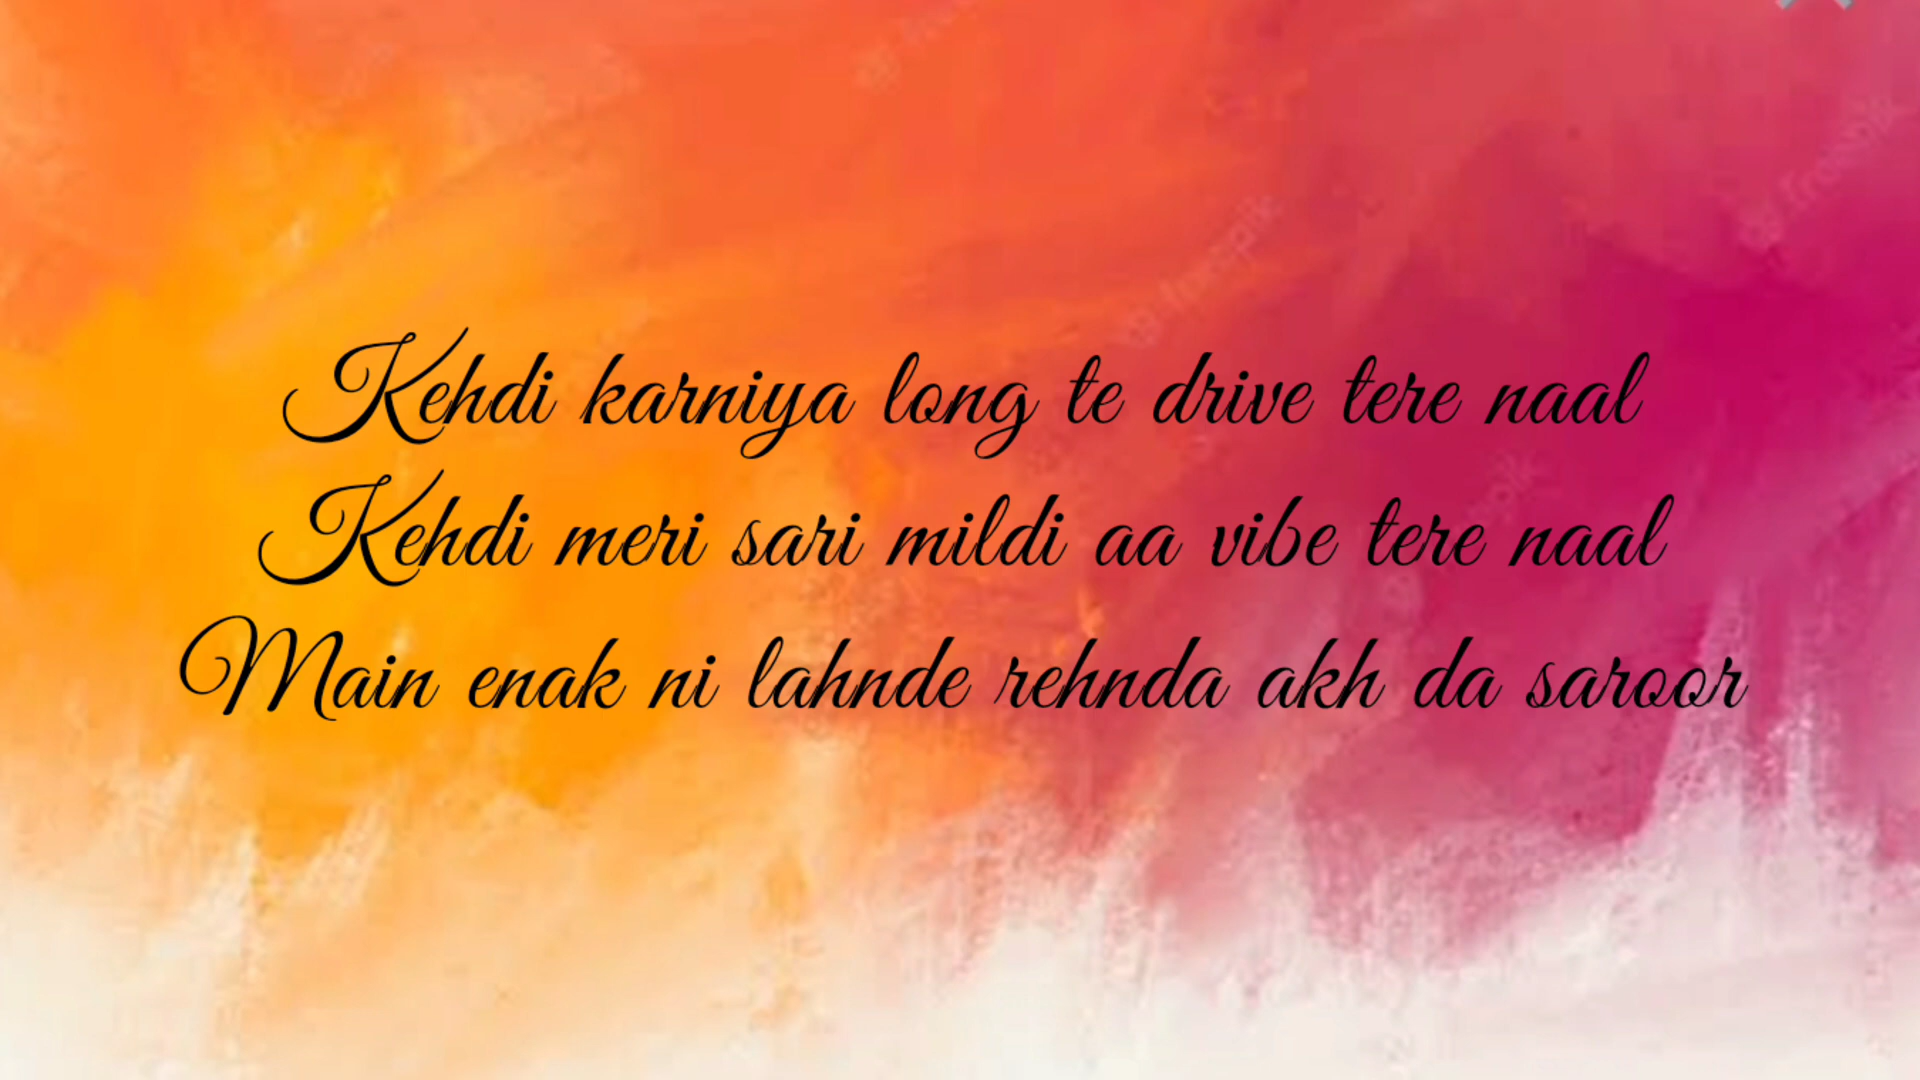 Kehdi karniya long te drive tere naal
Kehdi meri sari mildi aa vibe tere naal
Main enak ni lahnde rehnda akh da saroor